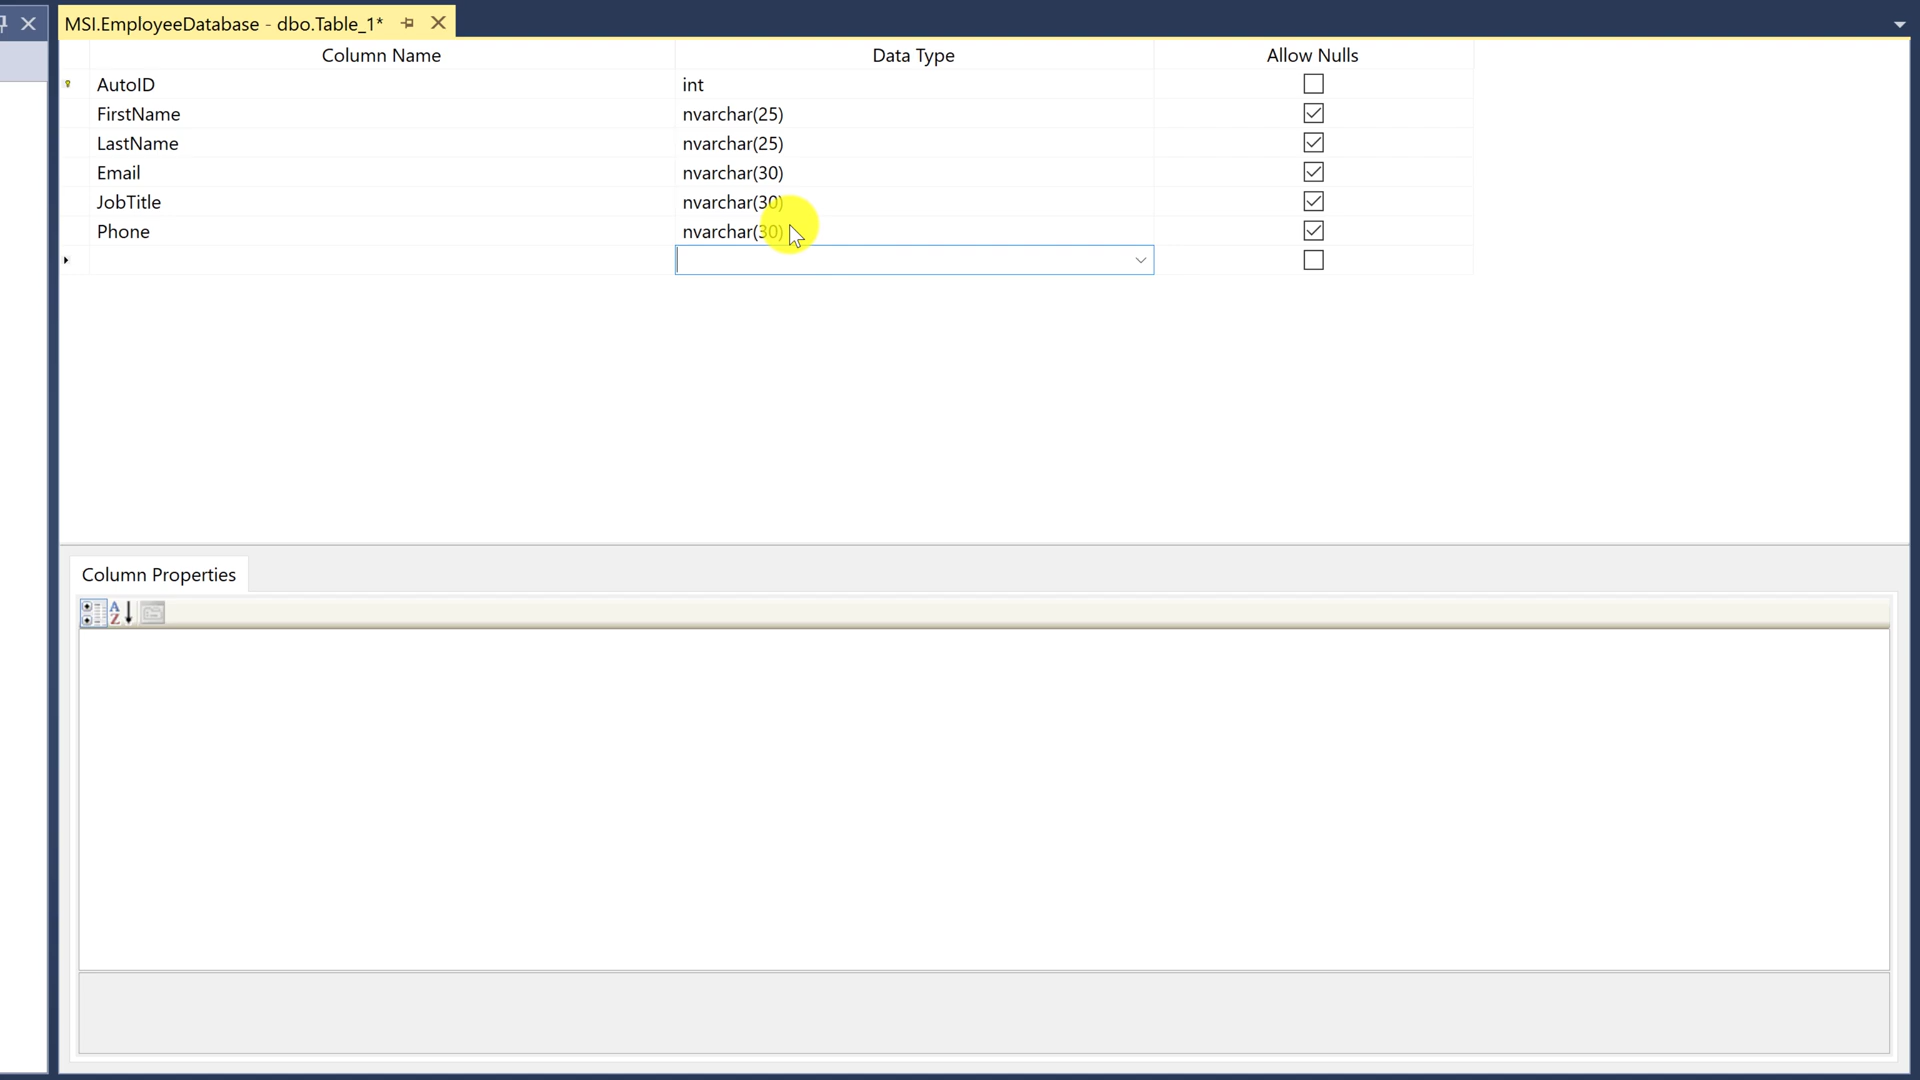 MSI.EmployeeDatabase - dbo.Table_1*
Column Name Data Type Allow Nulls
AutoID int
FirstName nvarchar(25)
LastName nvarchar(25)
Email nvarchar(30)
JobTitle nvarchar(30)
Phone nvarchar(30)
Column Properties